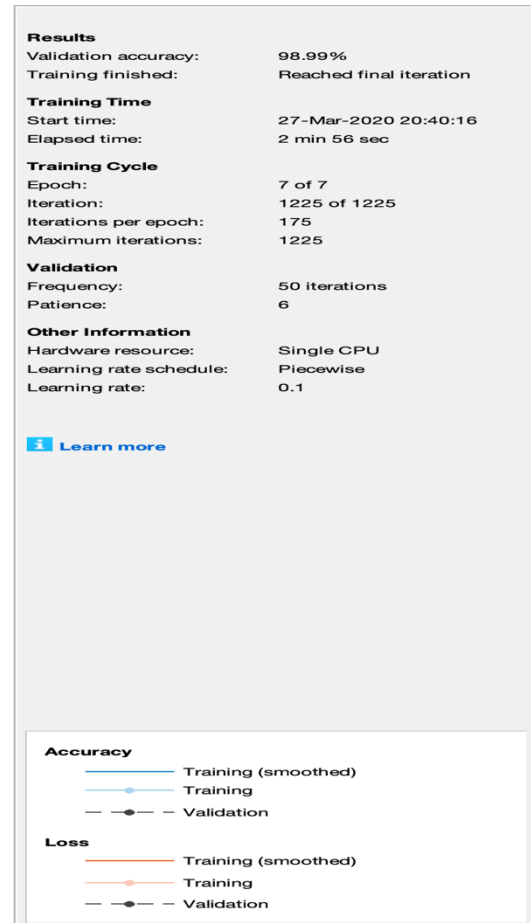 Results
Validation accuracy: 98.99%
Training finished: Reached final iteration
Training Time
Start time: 27-Mar-2020 20:40:16
Elapsed time: 2 min 56 sec
Training Cycle
Epoch: 7 of 7
Iteration: 1225 of 1225
Iterations per epoch: 175
Maximum iterations: 1225
Validation
Frequency: 50 iterations
Patience: 6
Other Information
Hardware resource: Single CPU
Learning rate schedule: Piecewise
Learning rate: 0.1
i Learn more
Accuracy
Training (smoothed)
Training
Validation
Loss
Training (smoothed)
Training
Validation